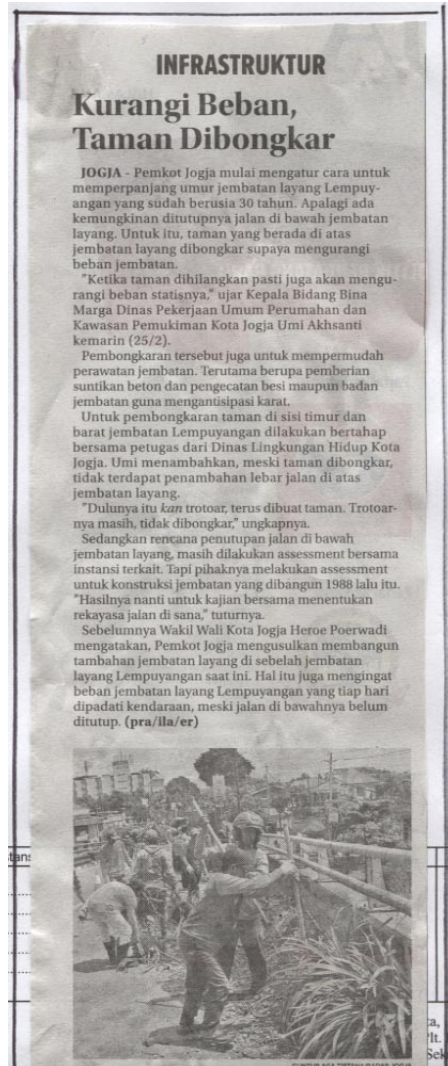 INFRASTRUKTUR
Kurangi Beban,
Taman Dibongkar
JOGJA - Pemkot Jogja mulai mengatur cara untuk
memperpanjang umur jembatan layang Lempuy-
angan yang sudah berusia 30 tahun. Apalagi ada
kemungkinan ditutupnya jalan di bawah jembatan
layang. Untuk itu, taman yang berada di atas
jembatan layang dibongkar supaya mengurangi
beban jembatan.
"Ketika taman dihilangkan pasti juga akan mengu-
rangi beban statisnya," ujar Kepala Bidang Bina
Marga Dinas Pekerjaan Umum Perumahan dan
Kawasan Pemukiman Kota Jogja Umi Akhsanti
kemarin (25/2).
Pembongkaran tersebut juga untuk mempermudah
perawatan jembatan. Terutama berupa pemberian
suntikan beton dan pengecatan besi maupun badan
jembatan guna mengantisipasi karat.
Untuk pembongkaran taman di sisi timur dan
barat jembatan Lempuyangan dilakukan bertahap
bersama petugas dari Dinas Lingkungan Hidup Kota
Jogja. Umi menambahkan, meski taman dibongkar,
tidak terdapat penambahan lebar jalan di atas
jembatan layang.
"Dulunya itu kan trotoar, terus dibuat taman. Trotoar-
nya masih, tidak dibongkar," ungkapnya.
Sedangkan rencana penutupan jalan di bawah
jembatan layang, masih dilakukan assessment bersama
instansi terkait. Tapi pihaknya melakukan assessment
untuk konstruksi jembatan yang dibangun 1988 lalu itu.
"Hasilnya nanti untuk kajian bersama menentukan
rekayasa jalan di sana," tuturnya.
Sebelumnya Wakil Wali Kota Jogja Heroe Poerwadi
mengatakan, Pemkot Jogja mengusulkan membangun
tambahan jembatan layang di sebelah jembatan
layang Lempuyangan saat ini. Hal itu juga mengingat
beban jembatan layang Lempuyangan yang tiap hari
dipadati kendaraan, meski jalan di bawahnya belum
ditutup. (pra/ila/er)
stans
ta,
Plt.
Sek